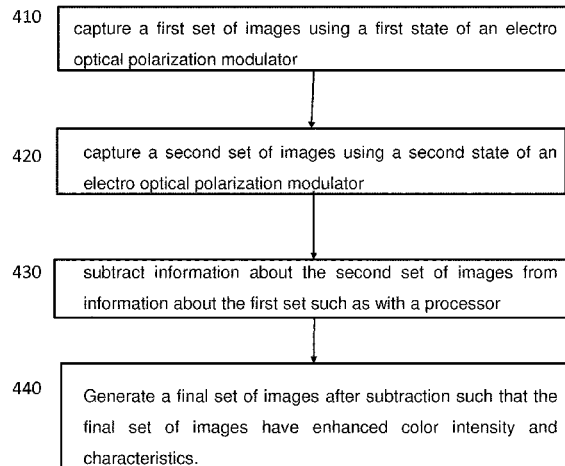 410
capture a first set of images using a first state of an electro
optical polarization modulator
420
capture a second set of images using a second state of an
electro optical polarization modulator
430
subtract information about the second set of images from
information about the first set such as with a processor
440
Generate a final set of images after subtraction such that the
final set of images have enhanced color intensity and
characteristics.